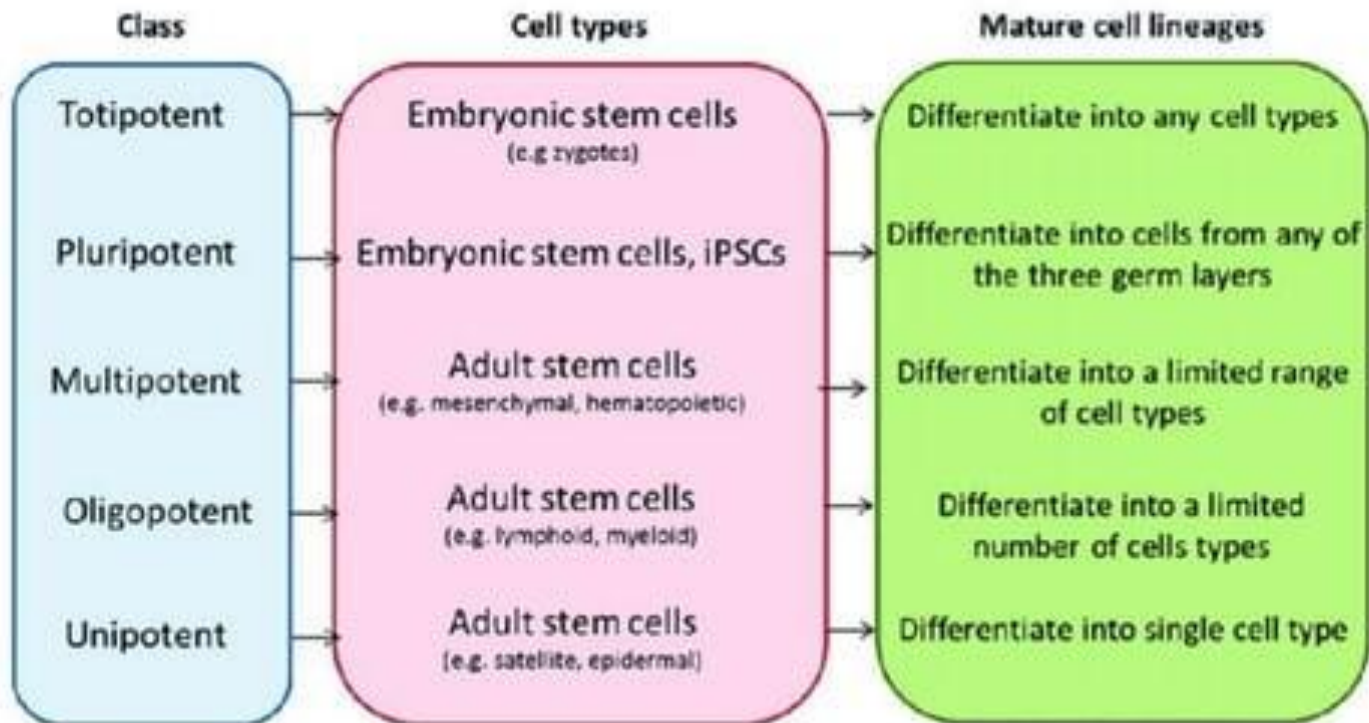 Class
Cell types
Mature cell lineages
Totipotent
Embryonic stem cells
(e.g zygotes)
Differentiate into any cell types
Pluripotent
Embryonic stem cells, iPSCs
Differentiate into cells from any of
the three germ layers
Multipotent
Adult stem cells
(e.g. mesenchymal, hematopoietic)
Differentiate into a limited range
of cell types
Oligopotent
Adult stem cells
(e.g. lymphoid, myeloid)
Differentiate into a limited
number of cells types
Unipotent
Adult stem cells
(e.g. satellite, epidermal)
Differentiate into single cell type